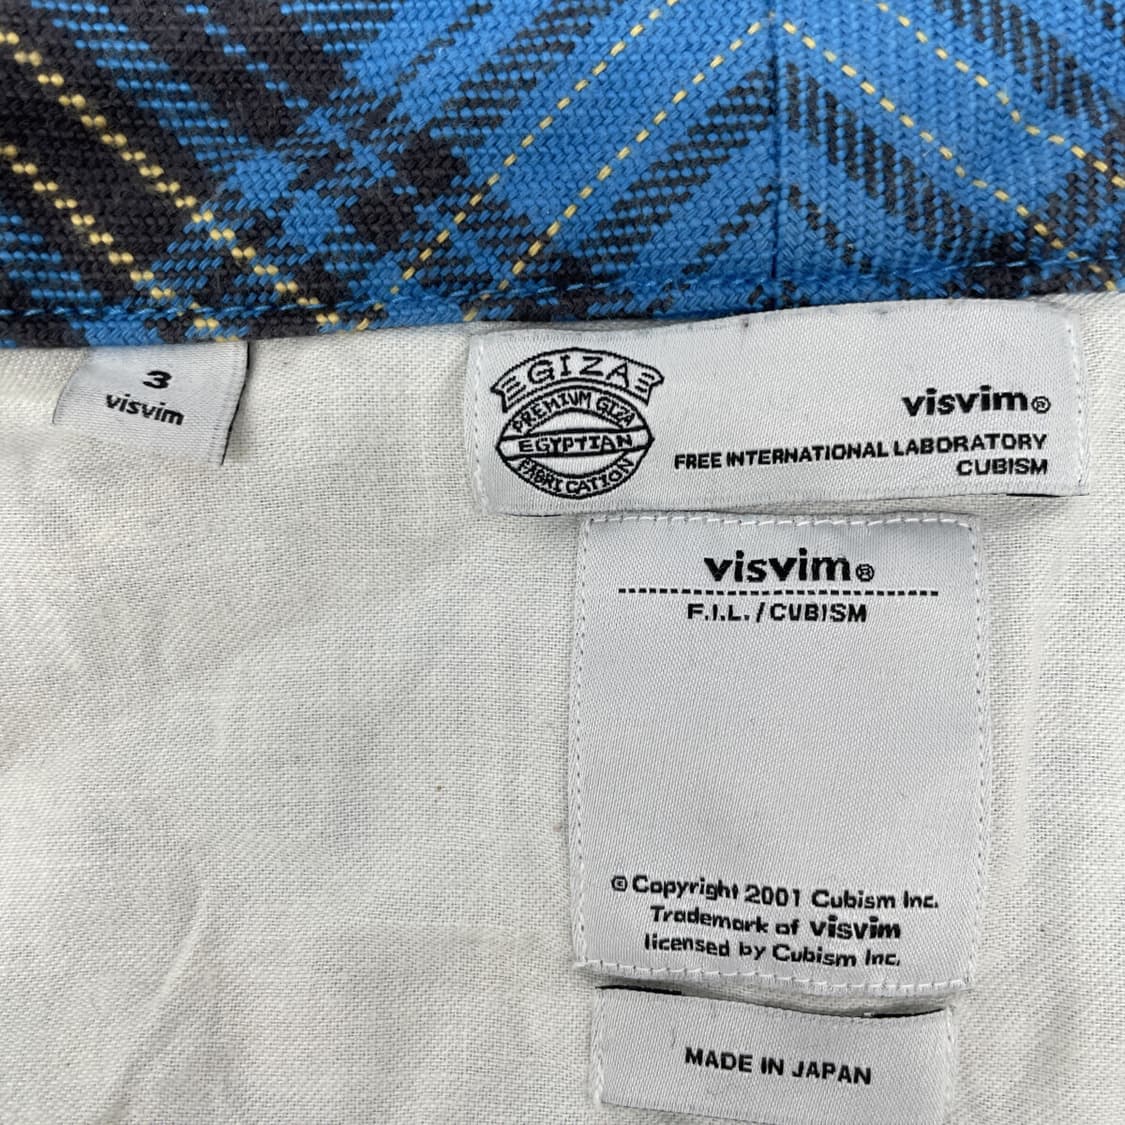 3
visvim
GIZA
PREMIUM GIZA
EGYPTIAN
FABRICATION
visvim®
FREE INTERNATIONAL LABORATORY
CUBISM
visvim®
F.I.L./CUBISM
© Copyright 2001 Cubism Inc.
Trademark of visvim
licensed by Cubism Inc.
MADE IN JAPAN